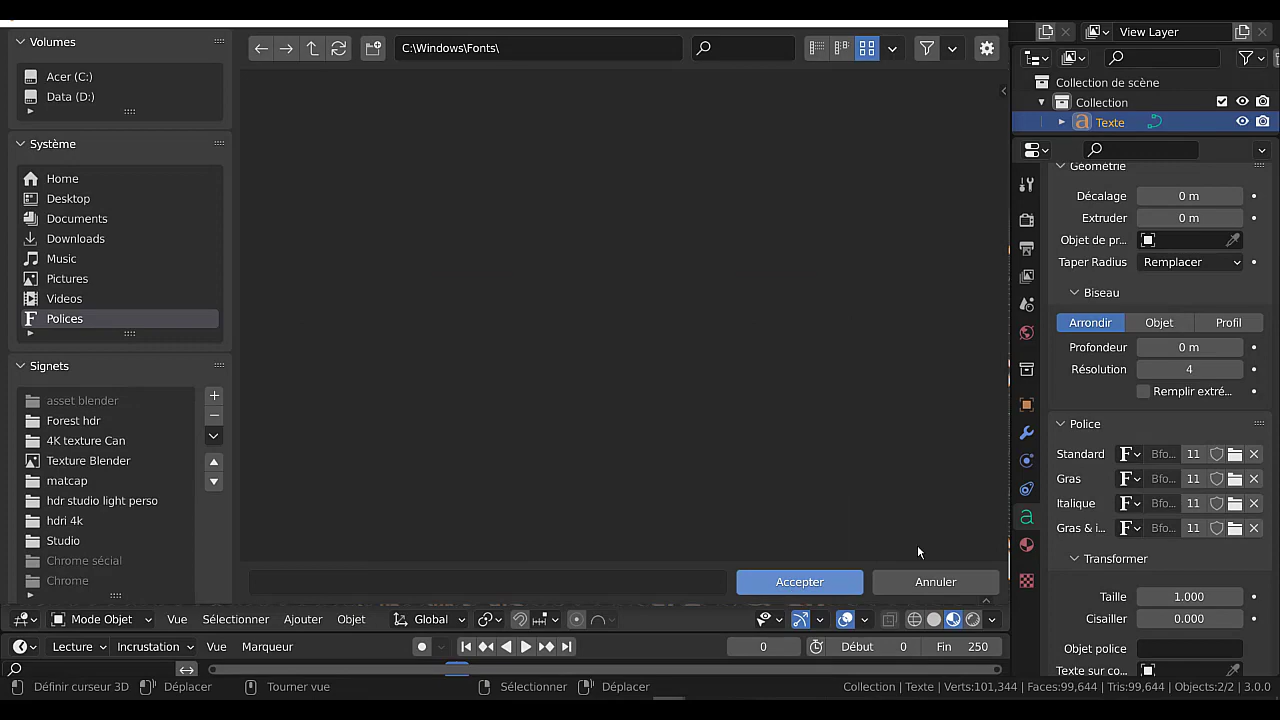 Volumes
Acer (C:)
Data (D:)
Système
Home
Desktop
Documents
Downloads
Music
Pictures
Videos
Polices
Signets
asset blender
Forest hdr
4K texture Can
Texture Blender
matcap
hdr studio light perso
hdri 4k
Studio
Chrome sécial
Chrome
C:\Windows\Fonts\
Accepter
Annuler
View Layer
Collection de scène
Collection
Texte
Géométrie
Décalage 0 m
Extruder 0 m
Objet de pr...
Taper Radius Remplacer
Biseau
Arrondir Objet Profil
Profondeur 0 m
Résolution 4
Remplir extré...
Police
Standard Bfo... 11
Gras Bfo... 11
Italique Bfo... 11
Gras & i... Bfo... 11
Transformer
Taille 1.000
Cisailler 0.000
Objet police
Texte sur co...
Mode Objet Vue Sélectionner Ajouter Objet Global
Lecture Incrustation Vue Marqueur 0 Début 0 Fin 250
Définir curseur 3D Déplacer Tourner vue Sélectionner Déplacer Collection | Texte | Verts:101,344 | Faces:99,644 | Tris:99,644 | Objects:2/2 | 3.0.0